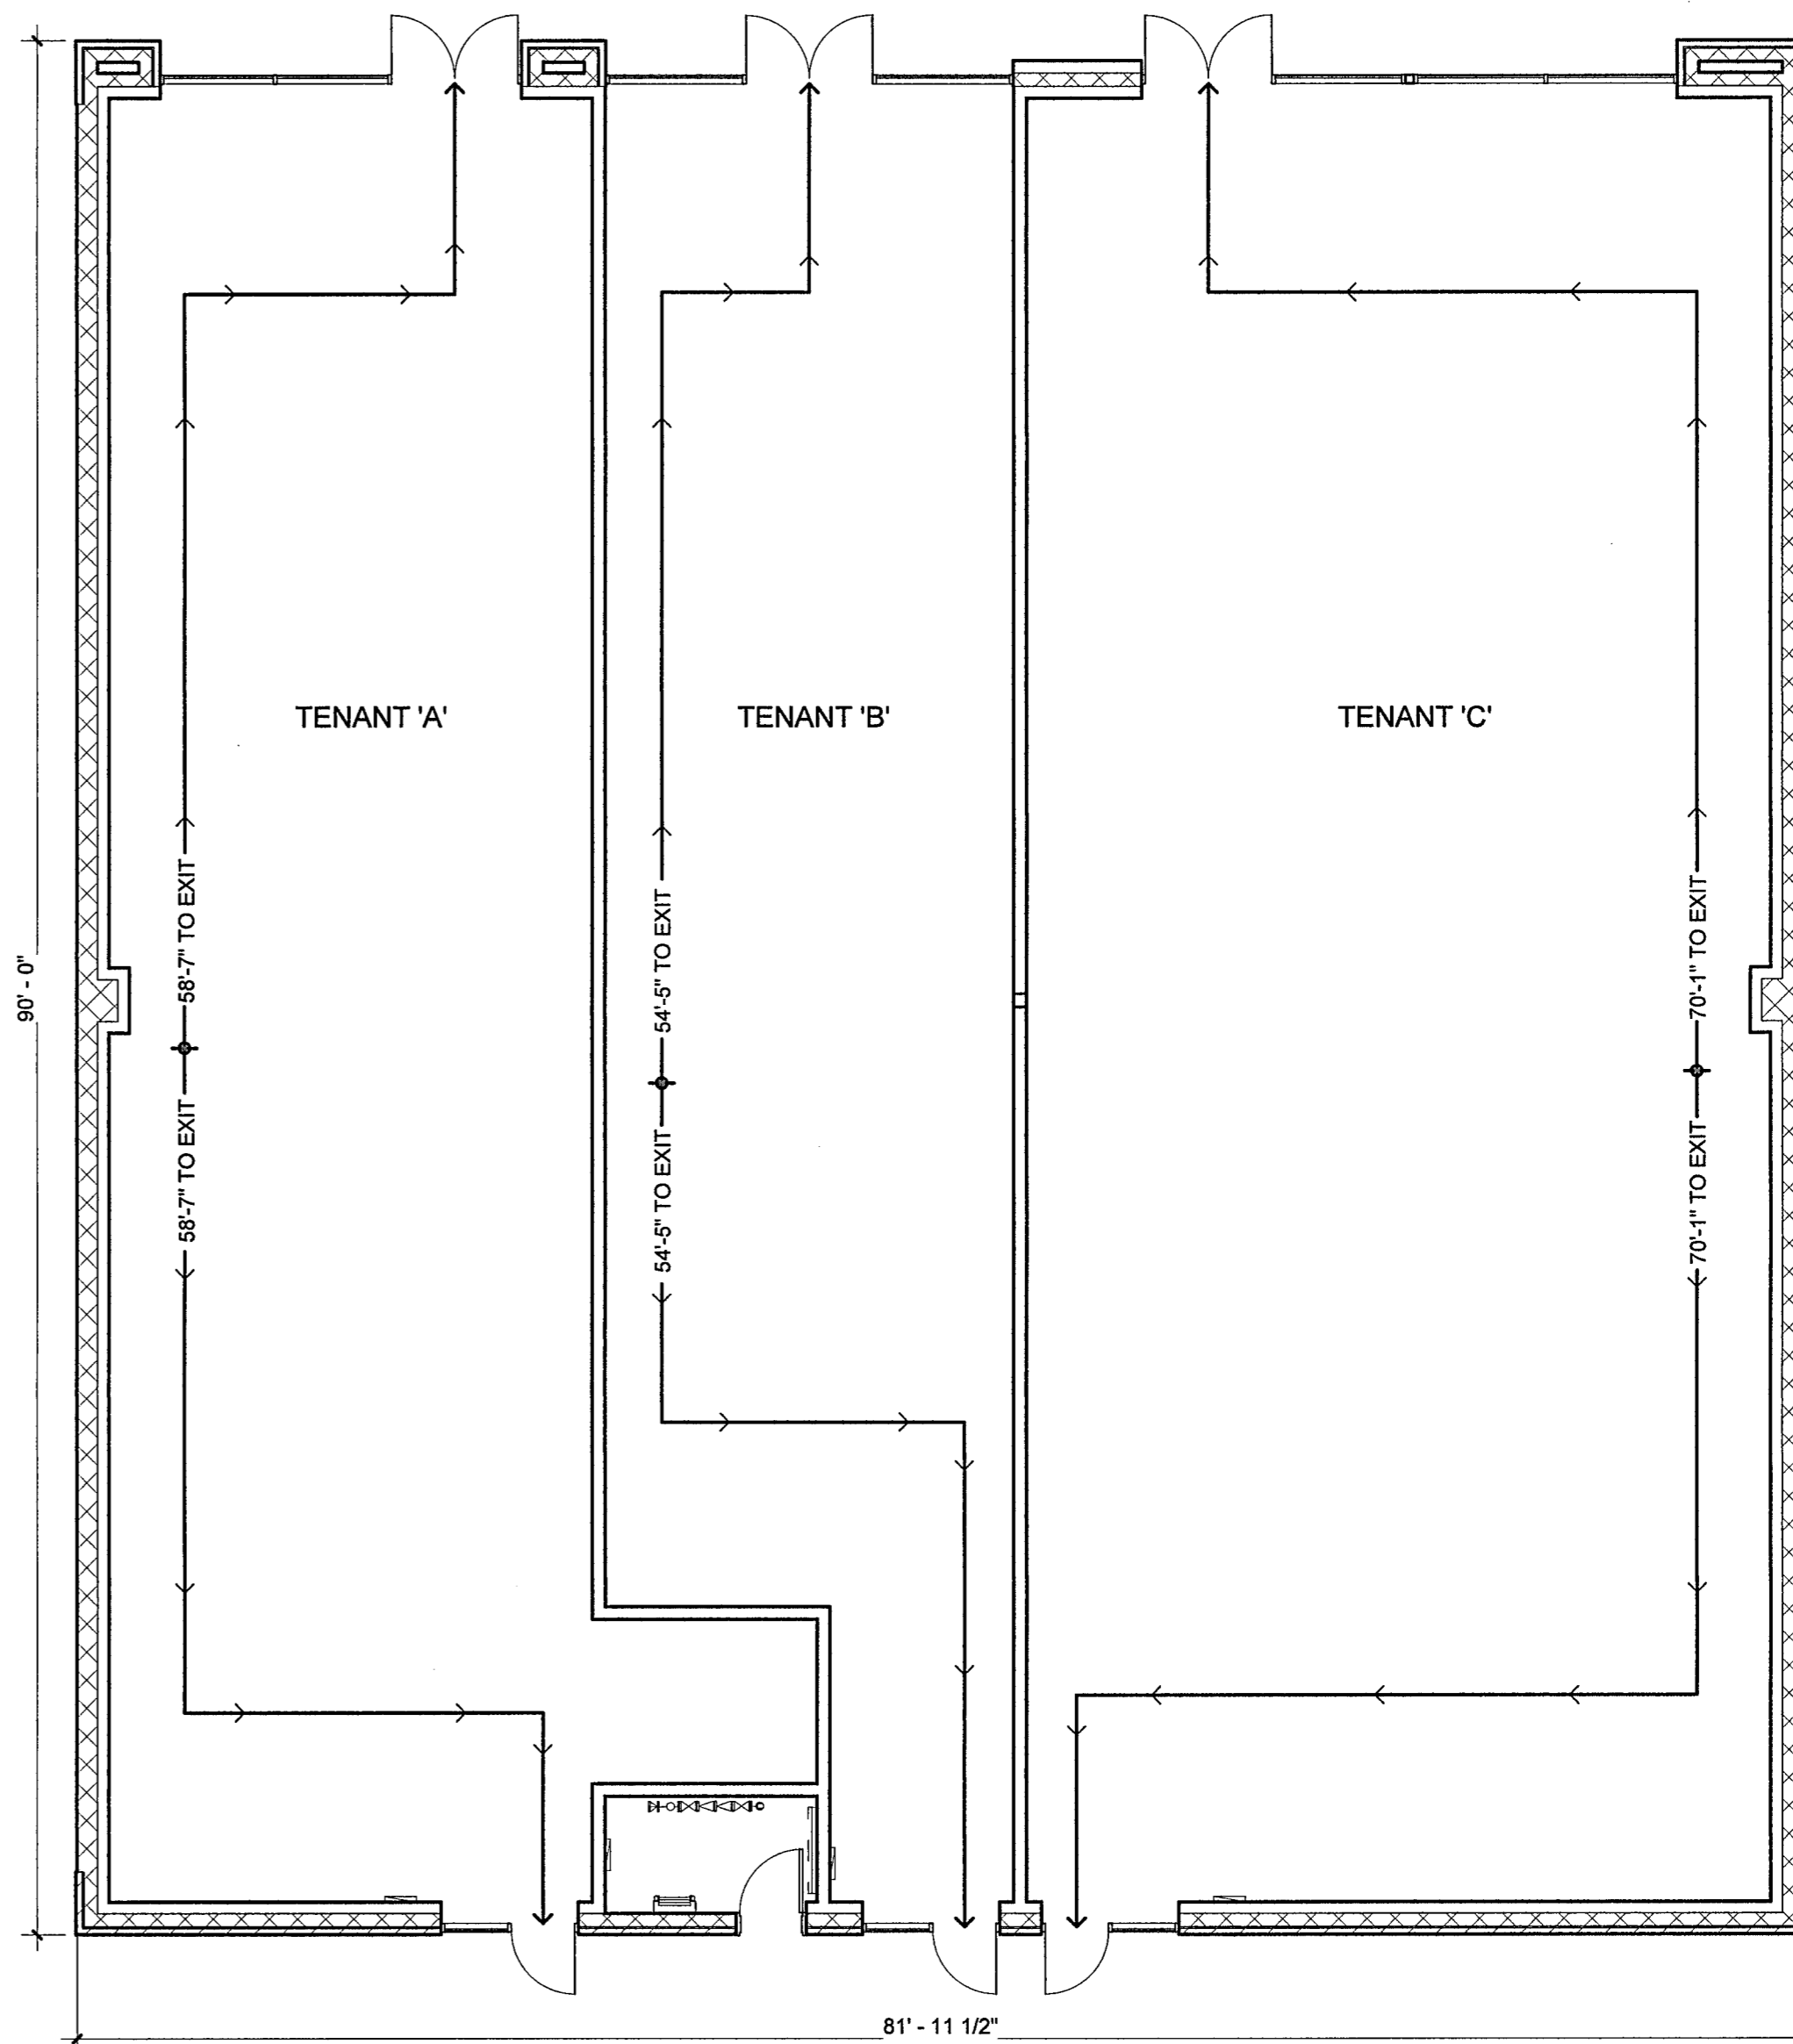 TENANT 'A'
TENANT 'B'
TENANT 'C'
58'-7" TO EXIT
54'-5" TO EXIT
70'-1" TO EXIT
90' - 0"
58'-7" TO EXIT
54'-5" TO EXIT
70'-1" TO EXIT
81' - 11 1/2"